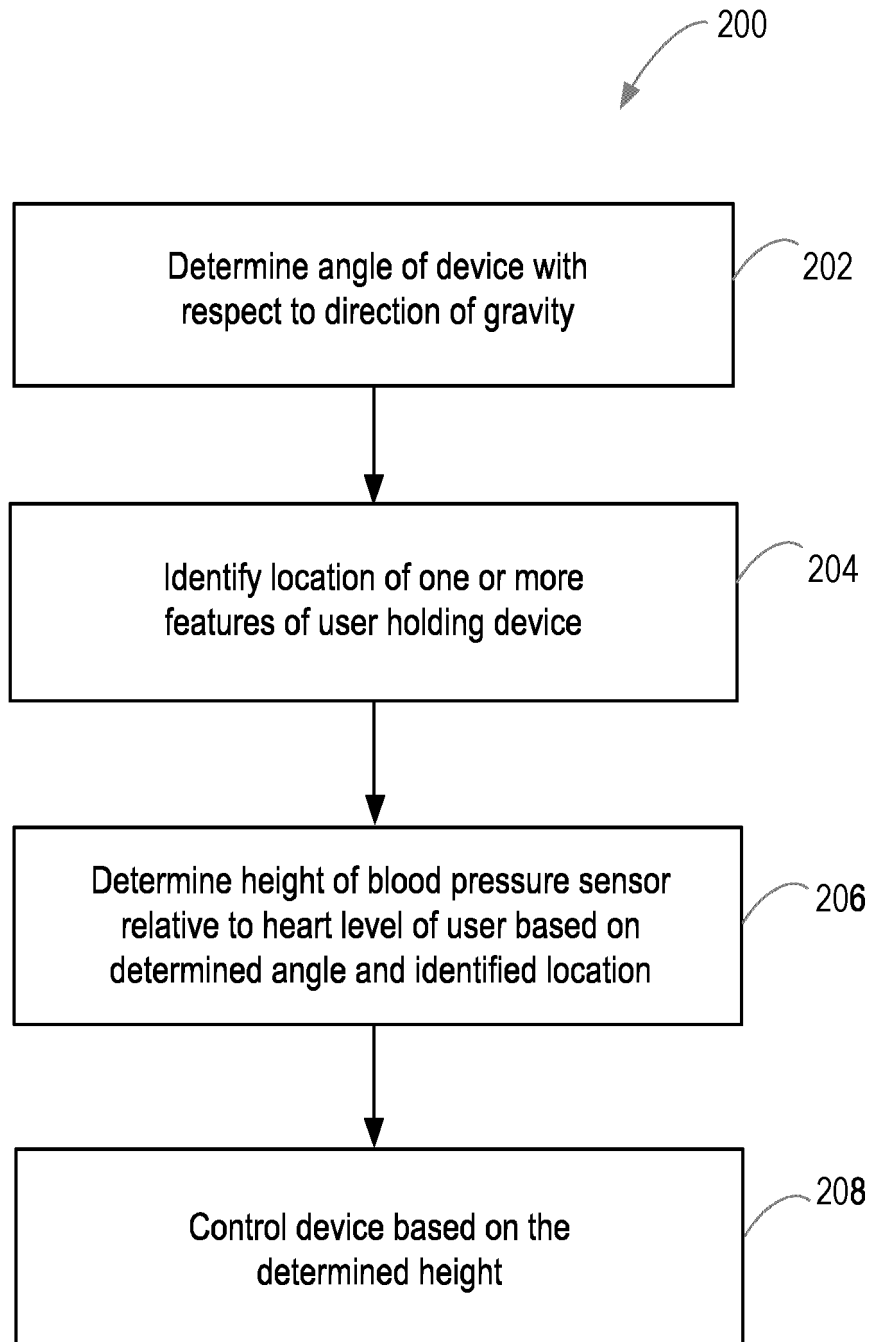 200
Determine angle of device with
respect to direction of gravity
202
Identify location of one or more
features of user holding device
204
Determine height of blood pressure sensor
relative to heart level of user based on
determined angle and identified location
206
Control device based on the
determined height
208